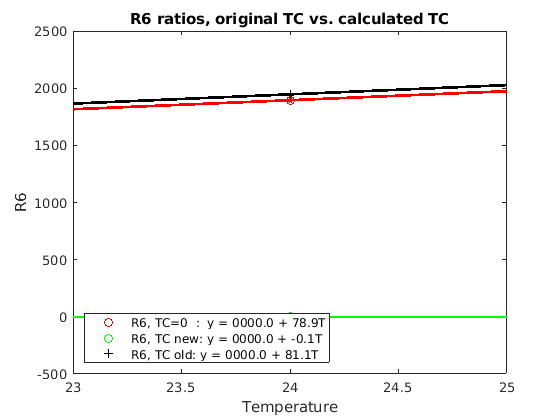 R6 ratios, original TC vs. calculated TC
2500
2000
1500
1000
500
0
-500
R6
R6, TC=0  :  y = 0000.0 + 78.9T
R6, TC new: y = 0000.0 + -0.1T
R6, TC old: y = 0000.0 + 81.1T
23 23.5 24 24.5 25
Temperature